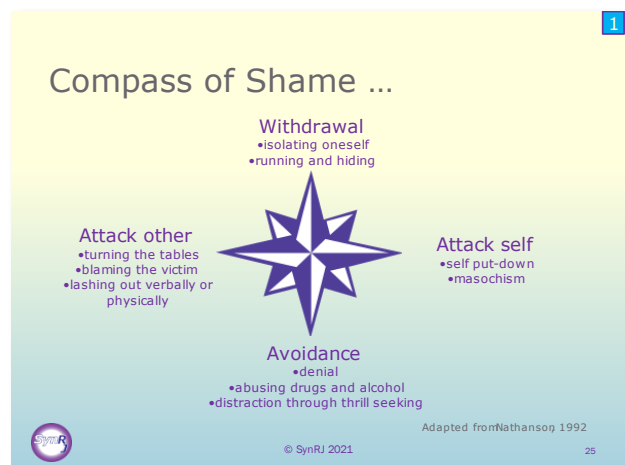 1
Compass of Shame …
Withdrawal
•isolating oneself
•running and hiding
Attack other
•turning the tables
•blaming the victim
•lashing out verbally or
physically
Attack self
•self put-down
•masochism
Avoidance
•denial
•abusing drugs and alcohol
•distraction through thrill seeking
Adapted from Nathanson, 1992
SynRJ
© SynRJ 2021
25